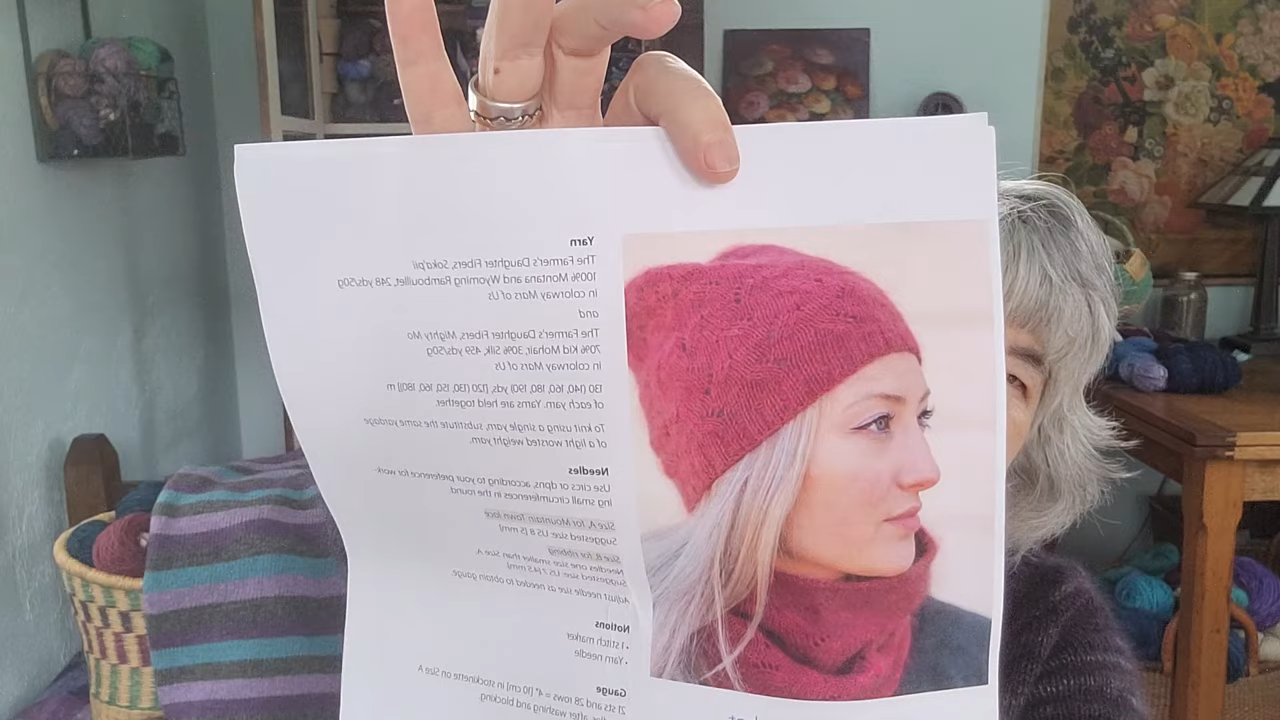 Yarn
The Farmer's Daughter Fibers, Soka'pii
100% Montana and Wyoming Rambouillet, 248 yds/50g
in colorway Mars of Us
and
The Farmer's Daughter Fibers, Mighty Mo
70% Kid Mohair, 30% Silk, 459 yds/50g
in colorway Mars of Us
130 (140, 160, 180, 190) yds, [120 (130, 150, 160, 180)] m
of each yarn. Yarns are held together.
To knit using a single yarn, substitute the same yardage
of a light worsted weight yarn.
Needles
Use circs or dpns, according to your preference for work-
ing small circumferences in the round.
Size A, for Mountain Town lace
Suggested size: US 8 [5 mm]
Size B, for ribbing
Needles one size smaller than Size A
Suggested size: US 7 [4.5 mm]
Adjust needle size as needed to obtain gauge.
Notions
• 1 stitch marker
• Yarn needle
Gauge
21 sts and 28 rows = 4" [10 cm] in stockinette on Size A
after washing and blocking